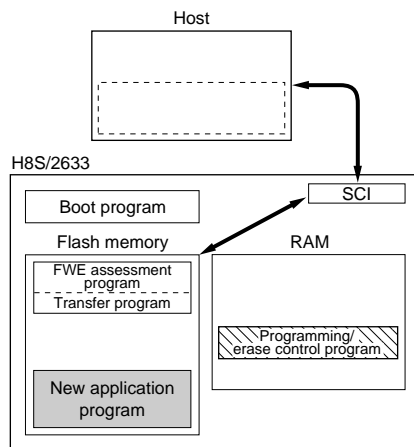 Host
H8S/2633
SCI
Boot program
Flash memory
RAM
FWE assessment
program
Transfer program
Programming/
erase control program
New application
program